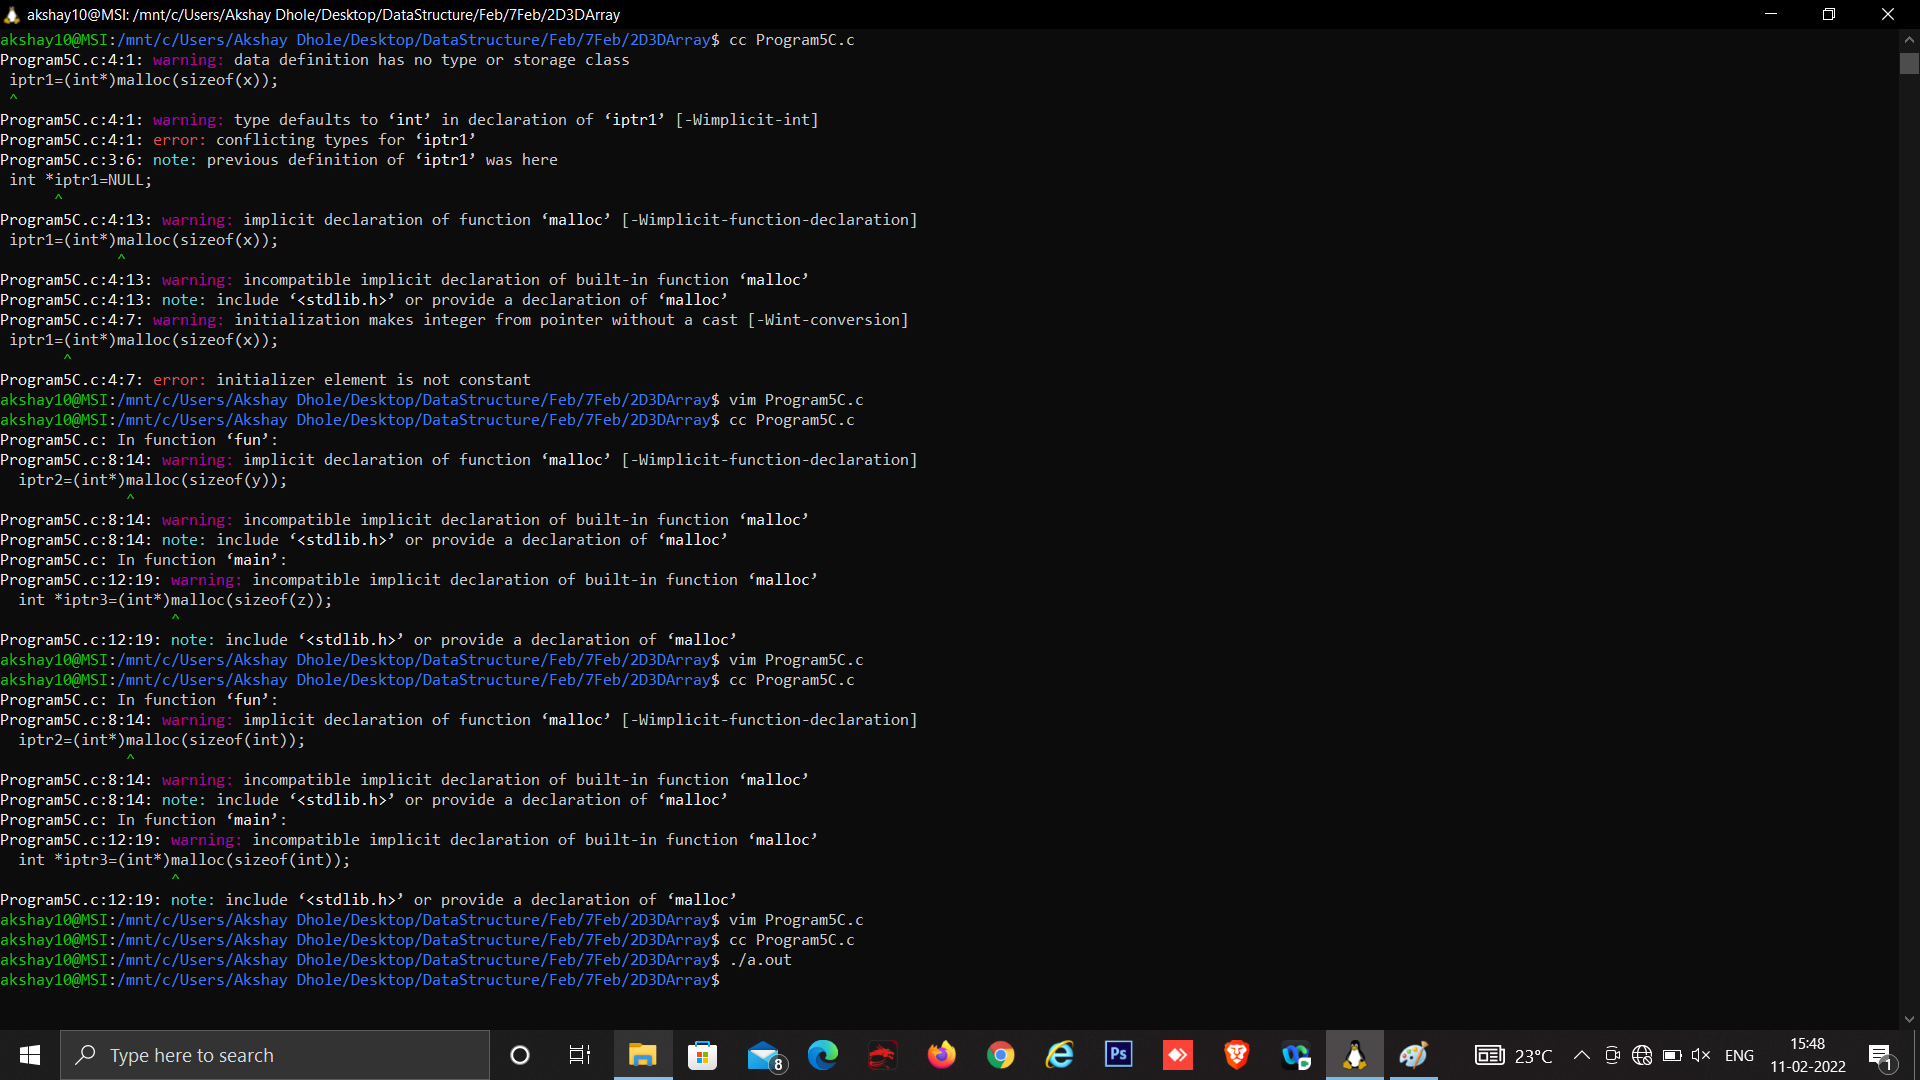 akshay10@MSI: /mnt/c/Users/Akshay Dhole/Desktop/DataStructure/Feb/7Feb/2D3DArray
akshay10@MSI:/mnt/c/Users/Akshay Dhole/Desktop/DataStructure/Feb/7Feb/2D3DArray$ cc Program5C.c
Program5C.c:4:1: warning: data definition has no type or storage class
 iptr1=(int*)malloc(sizeof(x));
 ^
Program5C.c:4:1: warning: type defaults to ‘int’ in declaration of ‘iptr1’ [-Wimplicit-int]
Program5C.c:4:1: error: conflicting types for ‘iptr1’
Program5C.c:3:6: note: previous definition of ‘iptr1’ was here
 int *iptr1=NULL;
      ^
Program5C.c:4:13: warning: implicit declaration of function ‘malloc’ [-Wimplicit-function-declaration]
 iptr1=(int*)malloc(sizeof(x));
             ^
Program5C.c:4:13: warning: incompatible implicit declaration of built-in function ‘malloc’
Program5C.c:4:13: note: include ‘<stdlib.h>’ or provide a declaration of ‘malloc’
Program5C.c:4:7: warning: initialization makes integer from pointer without a cast [-Wint-conversion]
 iptr1=(int*)malloc(sizeof(x));
       ^
Program5C.c:4:7: error: initializer element is not constant
akshay10@MSI:/mnt/c/Users/Akshay Dhole/Desktop/DataStructure/Feb/7Feb/2D3DArray$ vim Program5C.c
akshay10@MSI:/mnt/c/Users/Akshay Dhole/Desktop/DataStructure/Feb/7Feb/2D3DArray$ cc Program5C.c
Program5C.c: In function ‘fun’:
Program5C.c:8:14: warning: implicit declaration of function ‘malloc’ [-Wimplicit-function-declaration]
  iptr2=(int*)malloc(sizeof(y));
              ^
Program5C.c:8:14: warning: incompatible implicit declaration of built-in function ‘malloc’
Program5C.c:8:14: note: include ‘<stdlib.h>’ or provide a declaration of ‘malloc’
Program5C.c: In function ‘main’:
Program5C.c:12:19: warning: incompatible implicit declaration of built-in function ‘malloc’
  int *iptr3=(int*)malloc(sizeof(z));
                   ^
Program5C.c:12:19: note: include ‘<stdlib.h>’ or provide a declaration of ‘malloc’
akshay10@MSI:/mnt/c/Users/Akshay Dhole/Desktop/DataStructure/Feb/7Feb/2D3DArray$ vim Program5C.c
akshay10@MSI:/mnt/c/Users/Akshay Dhole/Desktop/DataStructure/Feb/7Feb/2D3DArray$ cc Program5C.c
Program5C.c: In function ‘fun’:
Program5C.c:8:14: warning: implicit declaration of function ‘malloc’ [-Wimplicit-function-declaration]
  iptr2=(int*)malloc(sizeof(int));
              ^
Program5C.c:8:14: warning: incompatible implicit declaration of built-in function ‘malloc’
Program5C.c:8:14: note: include ‘<stdlib.h>’ or provide a declaration of ‘malloc’
Program5C.c: In function ‘main’:
Program5C.c:12:19: warning: incompatible implicit declaration of built-in function ‘malloc’
  int *iptr3=(int*)malloc(sizeof(int));
                   ^
Program5C.c:12:19: note: include ‘<stdlib.h>’ or provide a declaration of ‘malloc’
akshay10@MSI:/mnt/c/Users/Akshay Dhole/Desktop/DataStructure/Feb/7Feb/2D3DArray$ vim Program5C.c
akshay10@MSI:/mnt/c/Users/Akshay Dhole/Desktop/DataStructure/Feb/7Feb/2D3DArray$ cc Program5C.c
akshay10@MSI:/mnt/c/Users/Akshay Dhole/Desktop/DataStructure/Feb/7Feb/2D3DArray$ ./a.out
akshay10@MSI:/mnt/c/Users/Akshay Dhole/Desktop/DataStructure/Feb/7Feb/2D3DArray$
Type here to search
8
Ps
23°C
ENG
15:48
11-02-2022
1